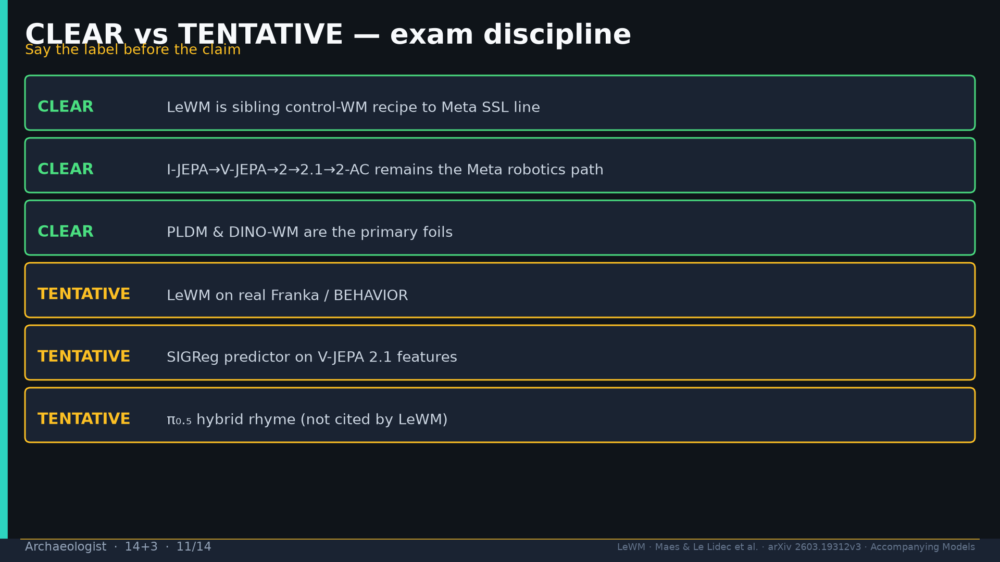 CLEAR vs TENTATIVE — exam discipline
Say the label before the claim
CLEAR LeWM is sibling control-WM recipe to Meta SSL line
CLEAR I-JEPA→V-JEPA→2→2.1→2-AC remains the Meta robotics path
CLEAR PLDM & DINO-WM are the primary foils
TENTATIVE LeWM on real Franka / BEHAVIOR
TENTATIVE SIGReg predictor on V-JEPA 2.1 features
TENTATIVE π₀.₅ hybrid rhyme (not cited by LeWM)
Archaeologist · 14+3 · 11/14
LeWM · Maes & Le Lidec et al. · arXiv 2603.19312v3 · Accompanying Models